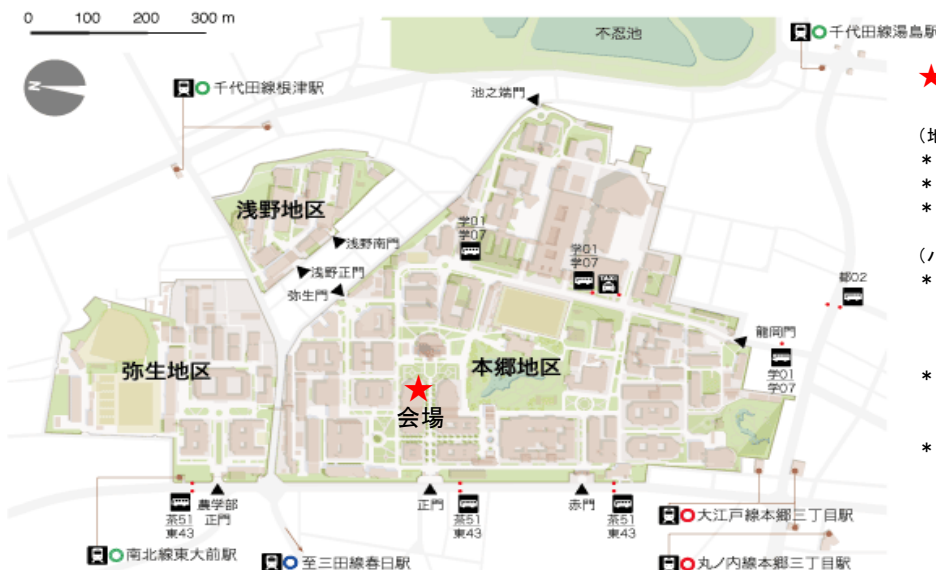 0 100 200 300 m
不忍池
千代田線湯島駅
千代田線根津駅
池之端門
浅野地区
学01
学07
学01
学07
TAXI
浅野南門
浅野正門
弥生門
都02
龍岡門
学01
学07
弥生地区
本郷地区
会場
農学部
正門
正門
赤門
茶51
東43
茶51
東43
茶51
東43
大江戸線本郷三丁目駅
南北線東大前駅
至三田線春日駅
丸ノ内線本郷三丁目駅
N
★
(地
*
*
*
*
*
*